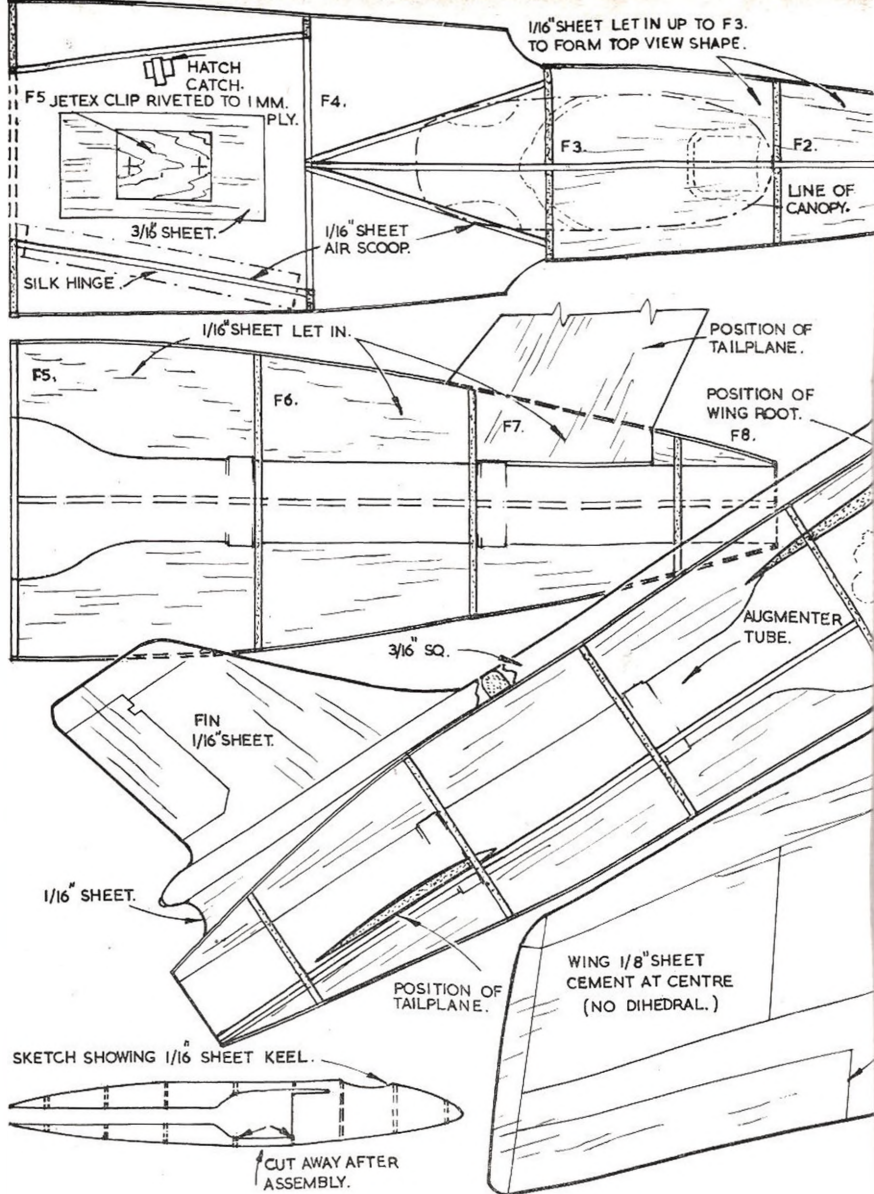 1/16" SHEET LET IN UP TO F3.
TO FORM TOP VIEW SHAPE.
HATCH
CATCH.
F5
JETEX CLIP RIVETED TO 1 MM.
PLY.
F4.
F3.
F2.
LINE OF
CANOPY.
3/16" SHEET.
1/16" SHEET
AIR SCOOP.
SILK HINGE.
1/16" SHEET LET IN.
POSITION OF
TAILPLANE.
F5.
F6.
F7.
POSITION OF
WING ROOT.
F8.
3/16" SQ.
AUGMENTER
TUBE.
FIN
1/16" SHEET.
1/16" SHEET.
POSITION OF
TAILPLANE.
WING 1/8" SHEET
CEMENT AT CENTRE
(NO DIHEDRAL.)
SKETCH SHOWING 1/16" SHEET KEEL.
CUT AWAY AFTER
ASSEMBLY.